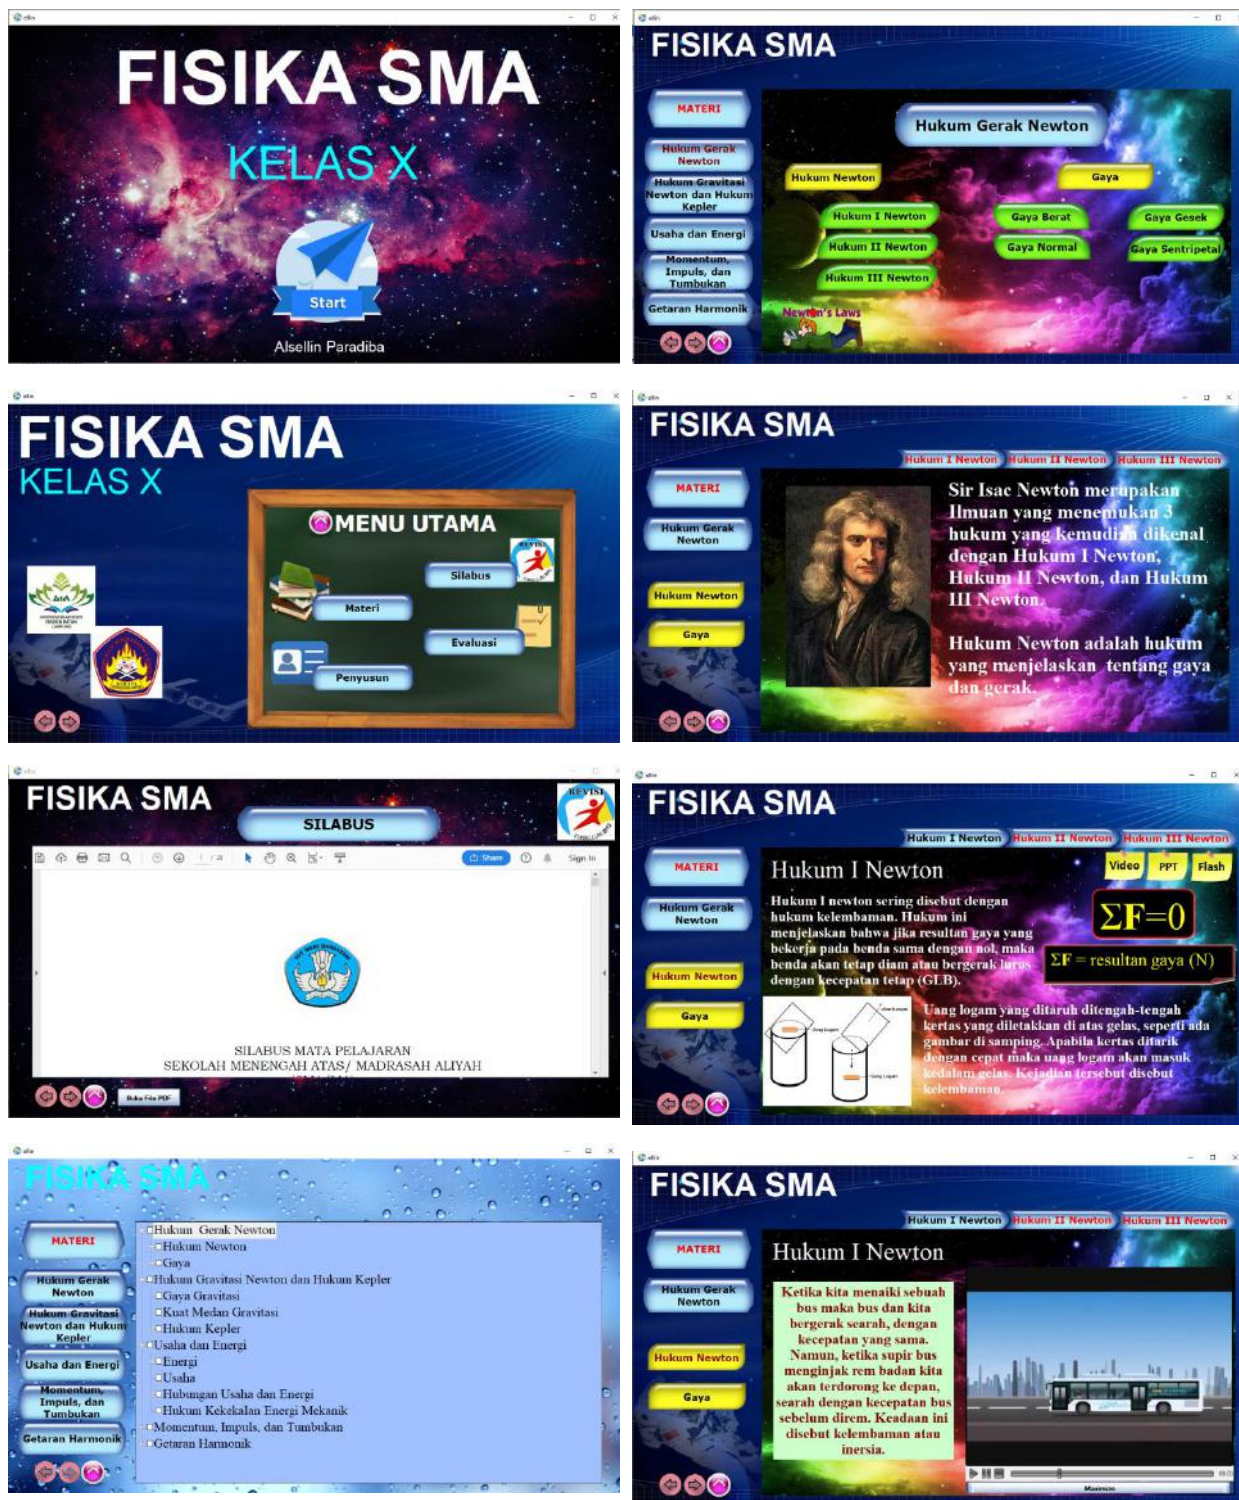 FISIKA SMA
KELAS X
Start
Alsellin Paradiba
FISIKA SMA
MATERI
Hukum Gerak
Newton
Hukum Gravitasi
Newton dan Hukum
Kepler
Usaha dan Energi
Momentum,
Impuls, dan
Tumbukan
Getaran Harmonik
Hukum Gerak Newton
Hukum Newton
Gaya
Hukum I Newton
Gaya Berat
Gaya Gesek
Hukum II Newton
Gaya Normal
Gaya Sentripetal
Hukum III Newton
Newton's Laws
FISIKA SMA
KELAS X
MENU UTAMA
REVISI
Silabus
Materi
Evaluasi
Penyusun
FISIKA SMA
Hukum I Newton
Hukum II Newton
Hukum III Newton
MATERI
Hukum Gerak
Newton
Hukum Newton
Gaya
Sir Isac Newton merupakan
Ilmuan yang menemukan 3
hukum yang kemudian dikenal
dengan Hukum I Newton,
Hukum II Newton, dan Hukum
III Newton.
Hukum Newton adalah hukum
yang menjelaskan tentang gaya
dan gerak.
FISIKA SMA
SILABUS
REVISI
Share
Sign In
SILABUS MATA PELAJARAN
SEKOLAH MENENGAH ATAS/ MADRASAH ALIYAH
Buka File PDF
FISIKA SMA
Hukum I Newton
Hukum II Newton
Hukum III Newton
MATERI
Hukum Gerak
Newton
Hukum Newton
Gaya
Hukum I Newton
Video
PPT
Flash
Hukum I newton sering disebut dengan
hukum kelembaman. Hukum ini
menjelaskan bahwa jika resultan gaya yang
bekerja pada benda sama dengan nol, maka
benda akan tetap diam atau bergerak lurus
dengan kecepatan tetap (GLB).
ΣF=0
ΣF = resultan gaya (N)
Uang logam yang ditaruh ditengah-tengah
kertas yang diletakkan di atas gelas, seperti ada
gambar di samping. Apabila kertas ditarik
dengan cepat maka uang logam akan masuk
kedalam gelas. Kejadian tersebut disebut
kelembaman.
FISIKA SMA
MATERI
Hukum Gerak
Newton
Hukum Gravitasi
Newton dan Hukum
Kepler
Usaha dan Energi
Momentum,
Impuls, dan
Tumbukan
Getaran Harmonik
Hukum Gerak Newton
Hukum Newton
Gaya
Hukum Gravitasi Newton dan Hukum Kepler
Gaya Gravitasi
Kuat Medan Gravitasi
Hukum Kepler
Usaha dan Energi
Energi
Usaha
Hubungan Usaha dan Energi
Hukum Kekekalan Energi Mekanik
Momentum, Impuls, dan Tumbukan
Getaran Harmonik
FISIKA SMA
Hukum I Newton
Hukum II Newton
Hukum III Newton
MATERI
Hukum Gerak
Newton
Hukum Newton
Gaya
Hukum I Newton
Ketika kita menaiki sebuah
bus maka bus dan kita
bergerak searah, dengan
kecepatan yang sama.
Namun, ketika supir bus
menginjak rem badan kita
akan terdorong ke depan,
searah dengan kecepatan bus
sebelum direm. Keadaan ini
disebut kelembaman atau
inersia.
Maximize